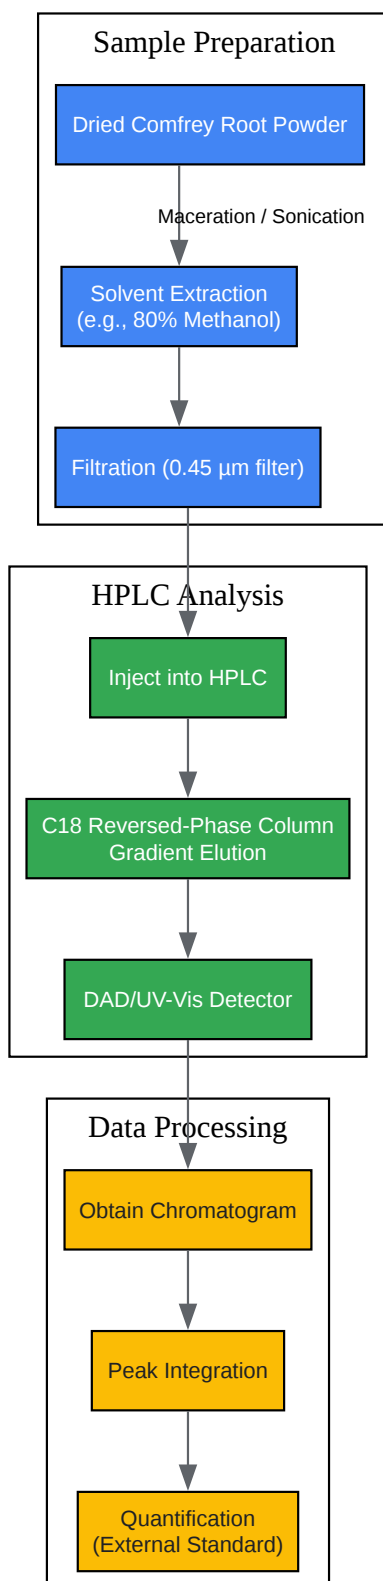 Sample Preparation
Dried Comfrey Root Powder
Maceration / Sonication
Solvent Extraction
(e.g., 80% Methanol)
Filtration (0.45 µm filter)
HPLC Analysis
Inject into HPLC
C18 Reversed-Phase Column
Gradient Elution
DAD/UV-Vis Detector
Data Processing
Obtain Chromatogram
Peak Integration
Quantification
(External Standard)